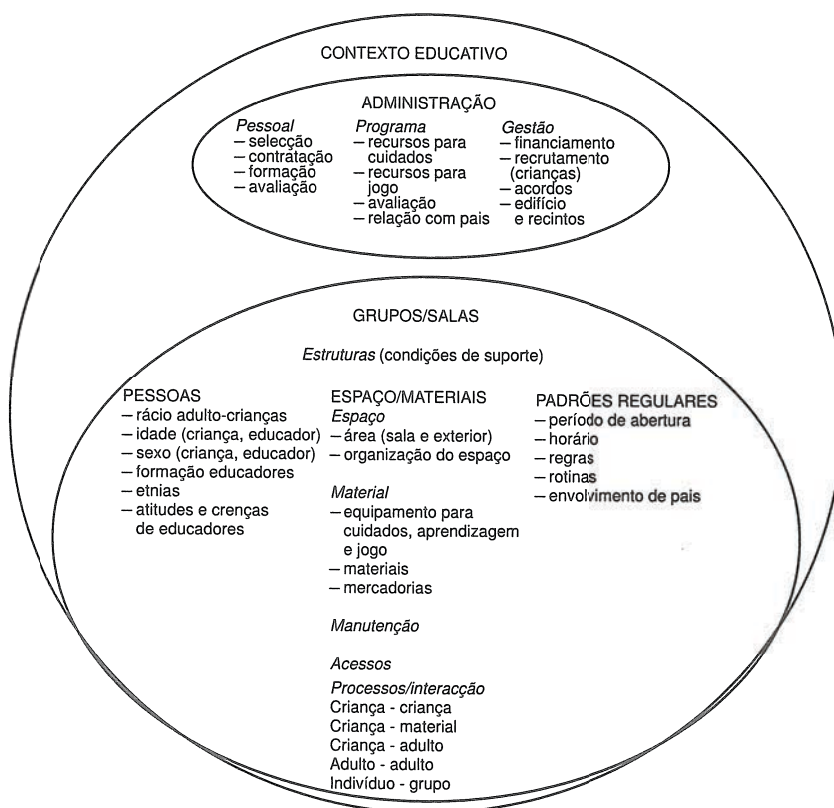 CONTEXTO EDUCATIVO
ADMINISTRAÇÃO
Pessoal
– selecção
– contratação
– formação
– avaliação
Programa
– recursos para
cuidados
– recursos para
jogo
– avaliação
– relação com pais
Gestão
– financiamento
– recrutamento
(crianças)
– acordos
– edifício
e recintos
GRUPOS/SALAS
Estruturas (condições de suporte)
PESSOAS
– rácio adulto-crianças
– idade (criança, educador)
– sexo (criança, educador)
– formação educadores
– etnias
– atitudes e crenças
de educadores
ESPAÇO/MATERIAIS
Espaço
– área (sala e exterior)
– organização do espaço
Material
– equipamento para
cuidados, aprendizagem
e jogo
– materiais
– mercadorias
Manutenção
Acessos
Processos/interacção
Criança - criança
Criança - material
Criança - adulto
Adulto - adulto
Indivíduo - grupo
PADRÕES REGULARES
– período de abertura
– horário
– regras
– rotinas
– envolvimento de pais